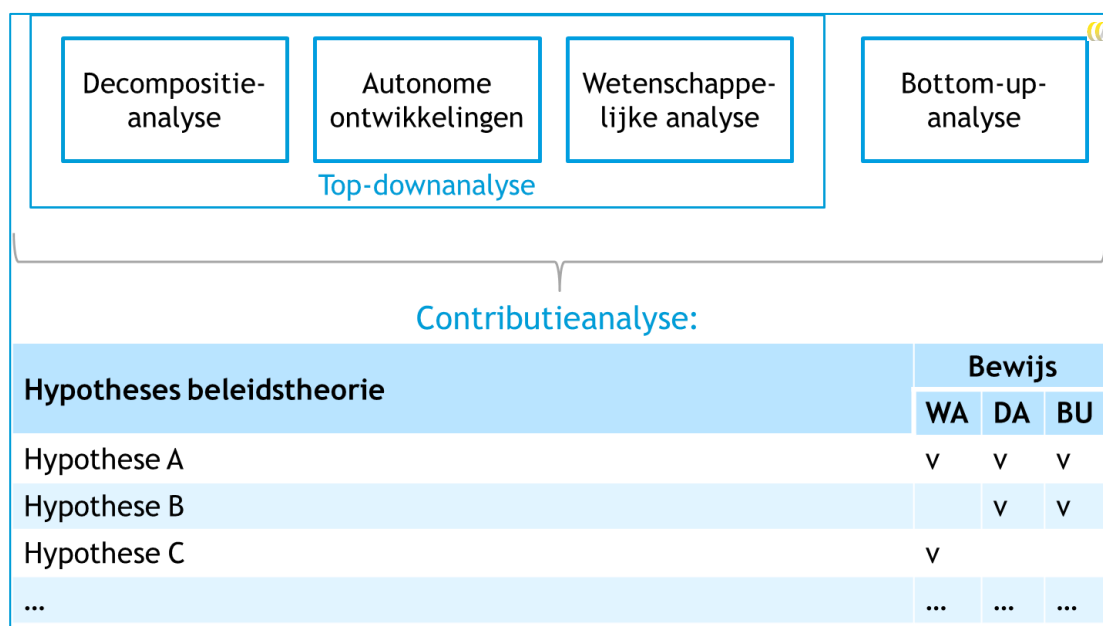 Decompositie-
analyse
Autonome
ontwikkelingen
Wetenschappe-
lijke analyse
Bottom-up-
analyse
Top-downanalyse
Contributieanalyse:
Hypotheses beleidstheorie
Bewijs
WA DA BU
Hypothese A v v v
Hypothese B v v
Hypothese C v
... ... ... ...